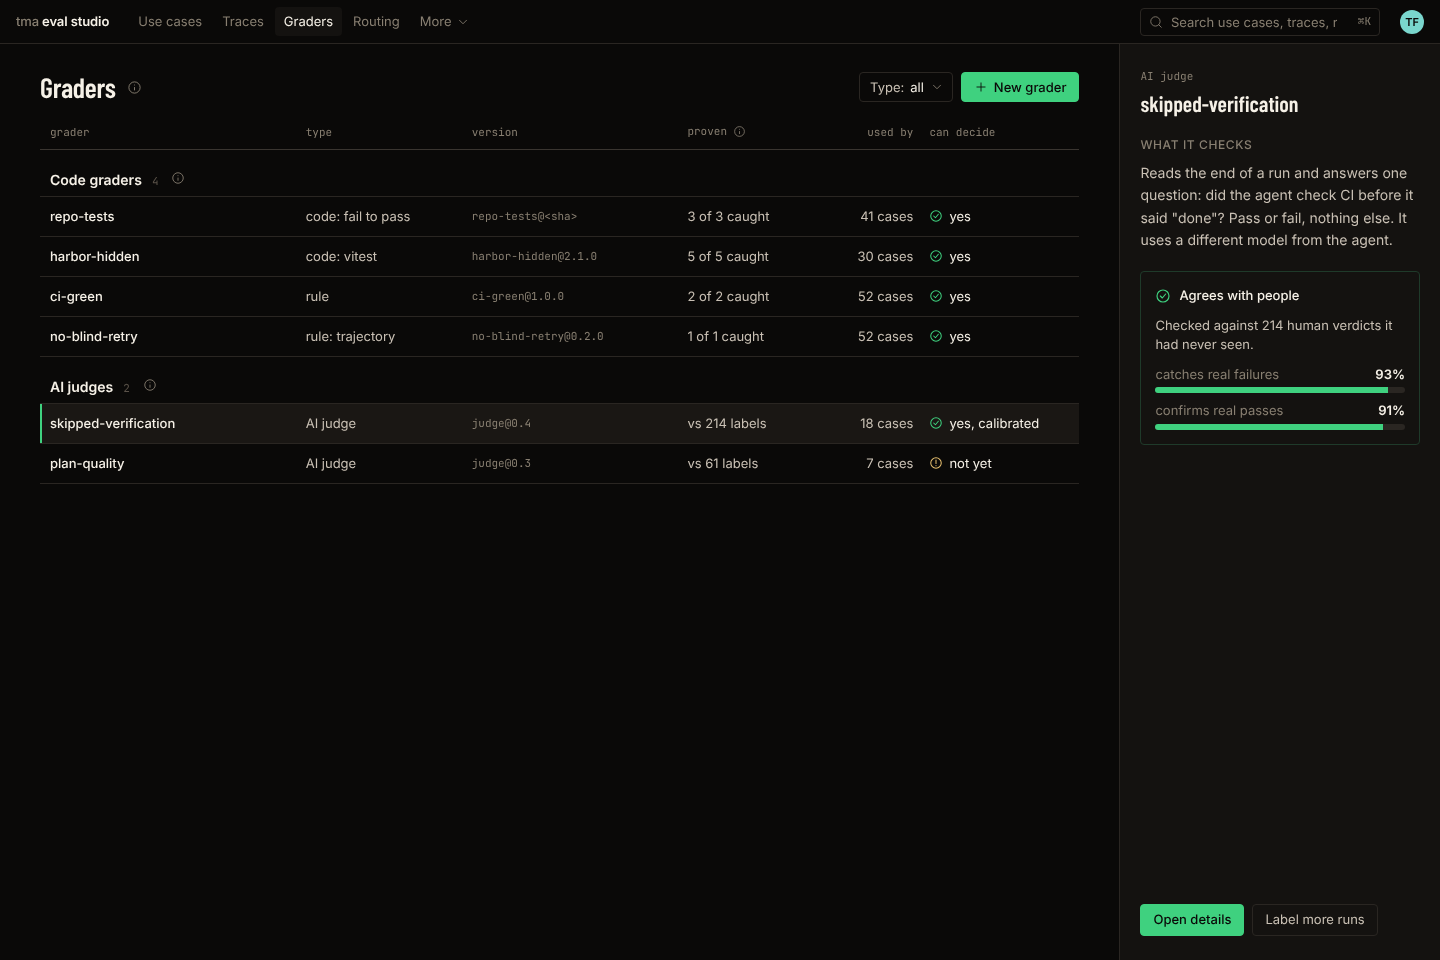 tma eval studio Use cases Traces Graders Routing More Search use cases, traces, r ⌘K TF
Graders
Type: all New grader
grader type version proven used by can decide
Code graders 4
repo-tests code: fail to pass repo-tests@<sha> 3 of 3 caught 41 cases yes
harbor-hidden code: vitest harbor-hidden@2.1.0 5 of 5 caught 30 cases yes
ci-green rule ci-green@1.0.0 2 of 2 caught 52 cases yes
no-blind-retry rule: trajectory no-blind-retry@0.2.0 1 of 1 caught 52 cases yes
AI judges 2
skipped-verification AI judge judge@0.4 vs 214 labels 18 cases yes, calibrated
plan-quality AI judge judge@0.3 vs 61 labels 7 cases not yet
AI judge
skipped-verification
WHAT IT CHECKS
Reads the end of a run and answers one
question: did the agent check CI before it
said "done"? Pass or fail, nothing else. It
uses a different model from the agent.
Agrees with people
Checked against 214 human verdicts it
had never seen.
catches real failures 93%
confirms real passes 91%
Open details Label more runs